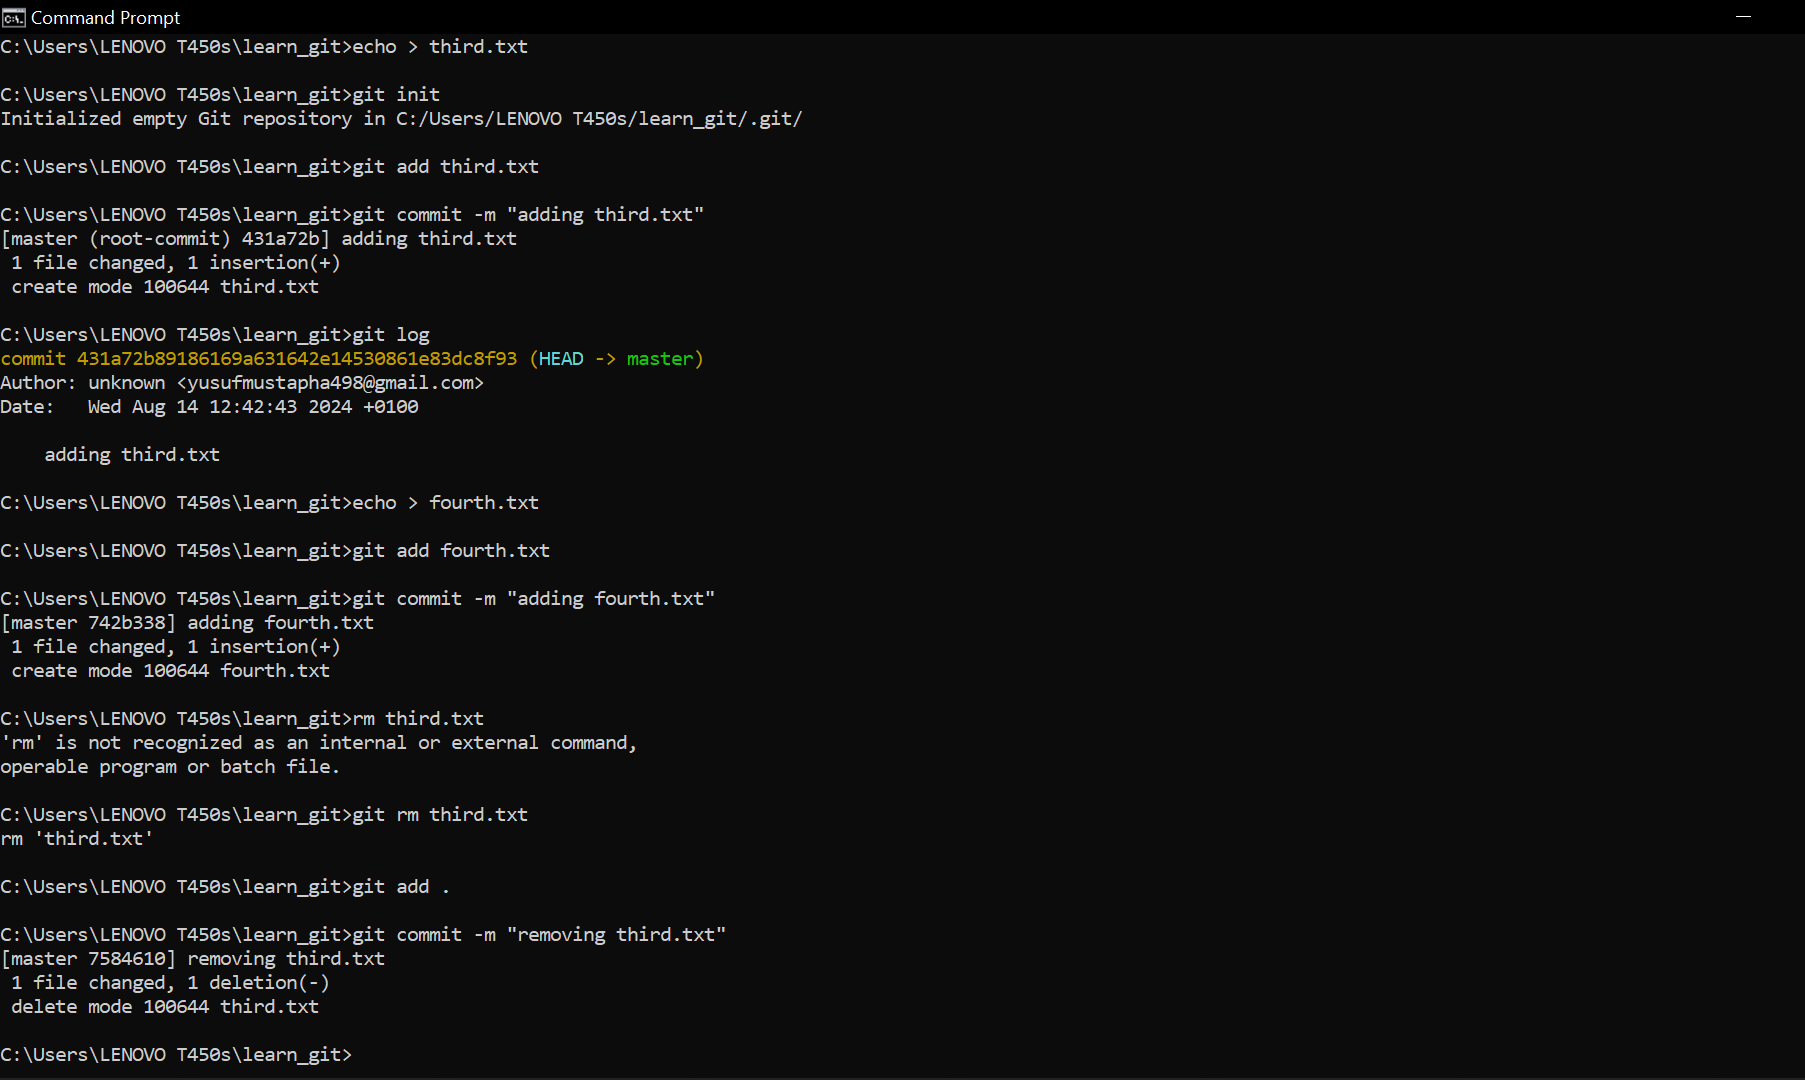 Command Prompt
C:\Users\LENOVO T450s\learn_git>echo > third.txt
C:\Users\LENOVO T450s\learn_git>git init
Initialized empty Git repository in C:/Users/LENOVO T450s/learn_git/.git/
C:\Users\LENOVO T450s\learn_git>git add third.txt
C:\Users\LENOVO T450s\learn_git>git commit -m "adding third.txt"
[master (root-commit) 431a72b] adding third.txt
 1 file changed, 1 insertion(+)
 create mode 100644 third.txt
C:\Users\LENOVO T450s\learn_git>git log
commit 431a72b89186169a631642e14530861e83dc8f93 (HEAD -> master)
Author: unknown <yusufmustapha498@gmail.com>
Date:   Wed Aug 14 12:42:43 2024 +0100
    adding third.txt
C:\Users\LENOVO T450s\learn_git>echo > fourth.txt
C:\Users\LENOVO T450s\learn_git>git add fourth.txt
C:\Users\LENOVO T450s\learn_git>git commit -m "adding fourth.txt"
[master 742b338] adding fourth.txt
 1 file changed, 1 insertion(+)
 create mode 100644 fourth.txt
C:\Users\LENOVO T450s\learn_git>rm third.txt
'rm' is not recognized as an internal or external command,
operable program or batch file.
C:\Users\LENOVO T450s\learn_git>git rm third.txt
rm 'third.txt'
C:\Users\LENOVO T450s\learn_git>git add .
C:\Users\LENOVO T450s\learn_git>git commit -m "removing third.txt"
[master 7584610] removing third.txt
 1 file changed, 1 deletion(-)
 delete mode 100644 third.txt
C:\Users\LENOVO T450s\learn_git>